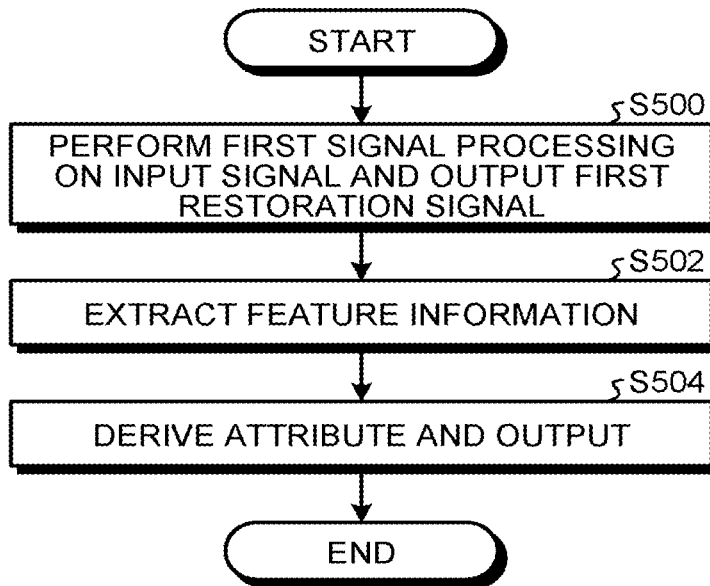 START
S500
PERFORM FIRST SIGNAL PROCESSING
ON INPUT SIGNAL AND OUTPUT FIRST
RESTORATION SIGNAL
S502
EXTRACT FEATURE INFORMATION
S504
DERIVE ATTRIBUTE AND OUTPUT
END